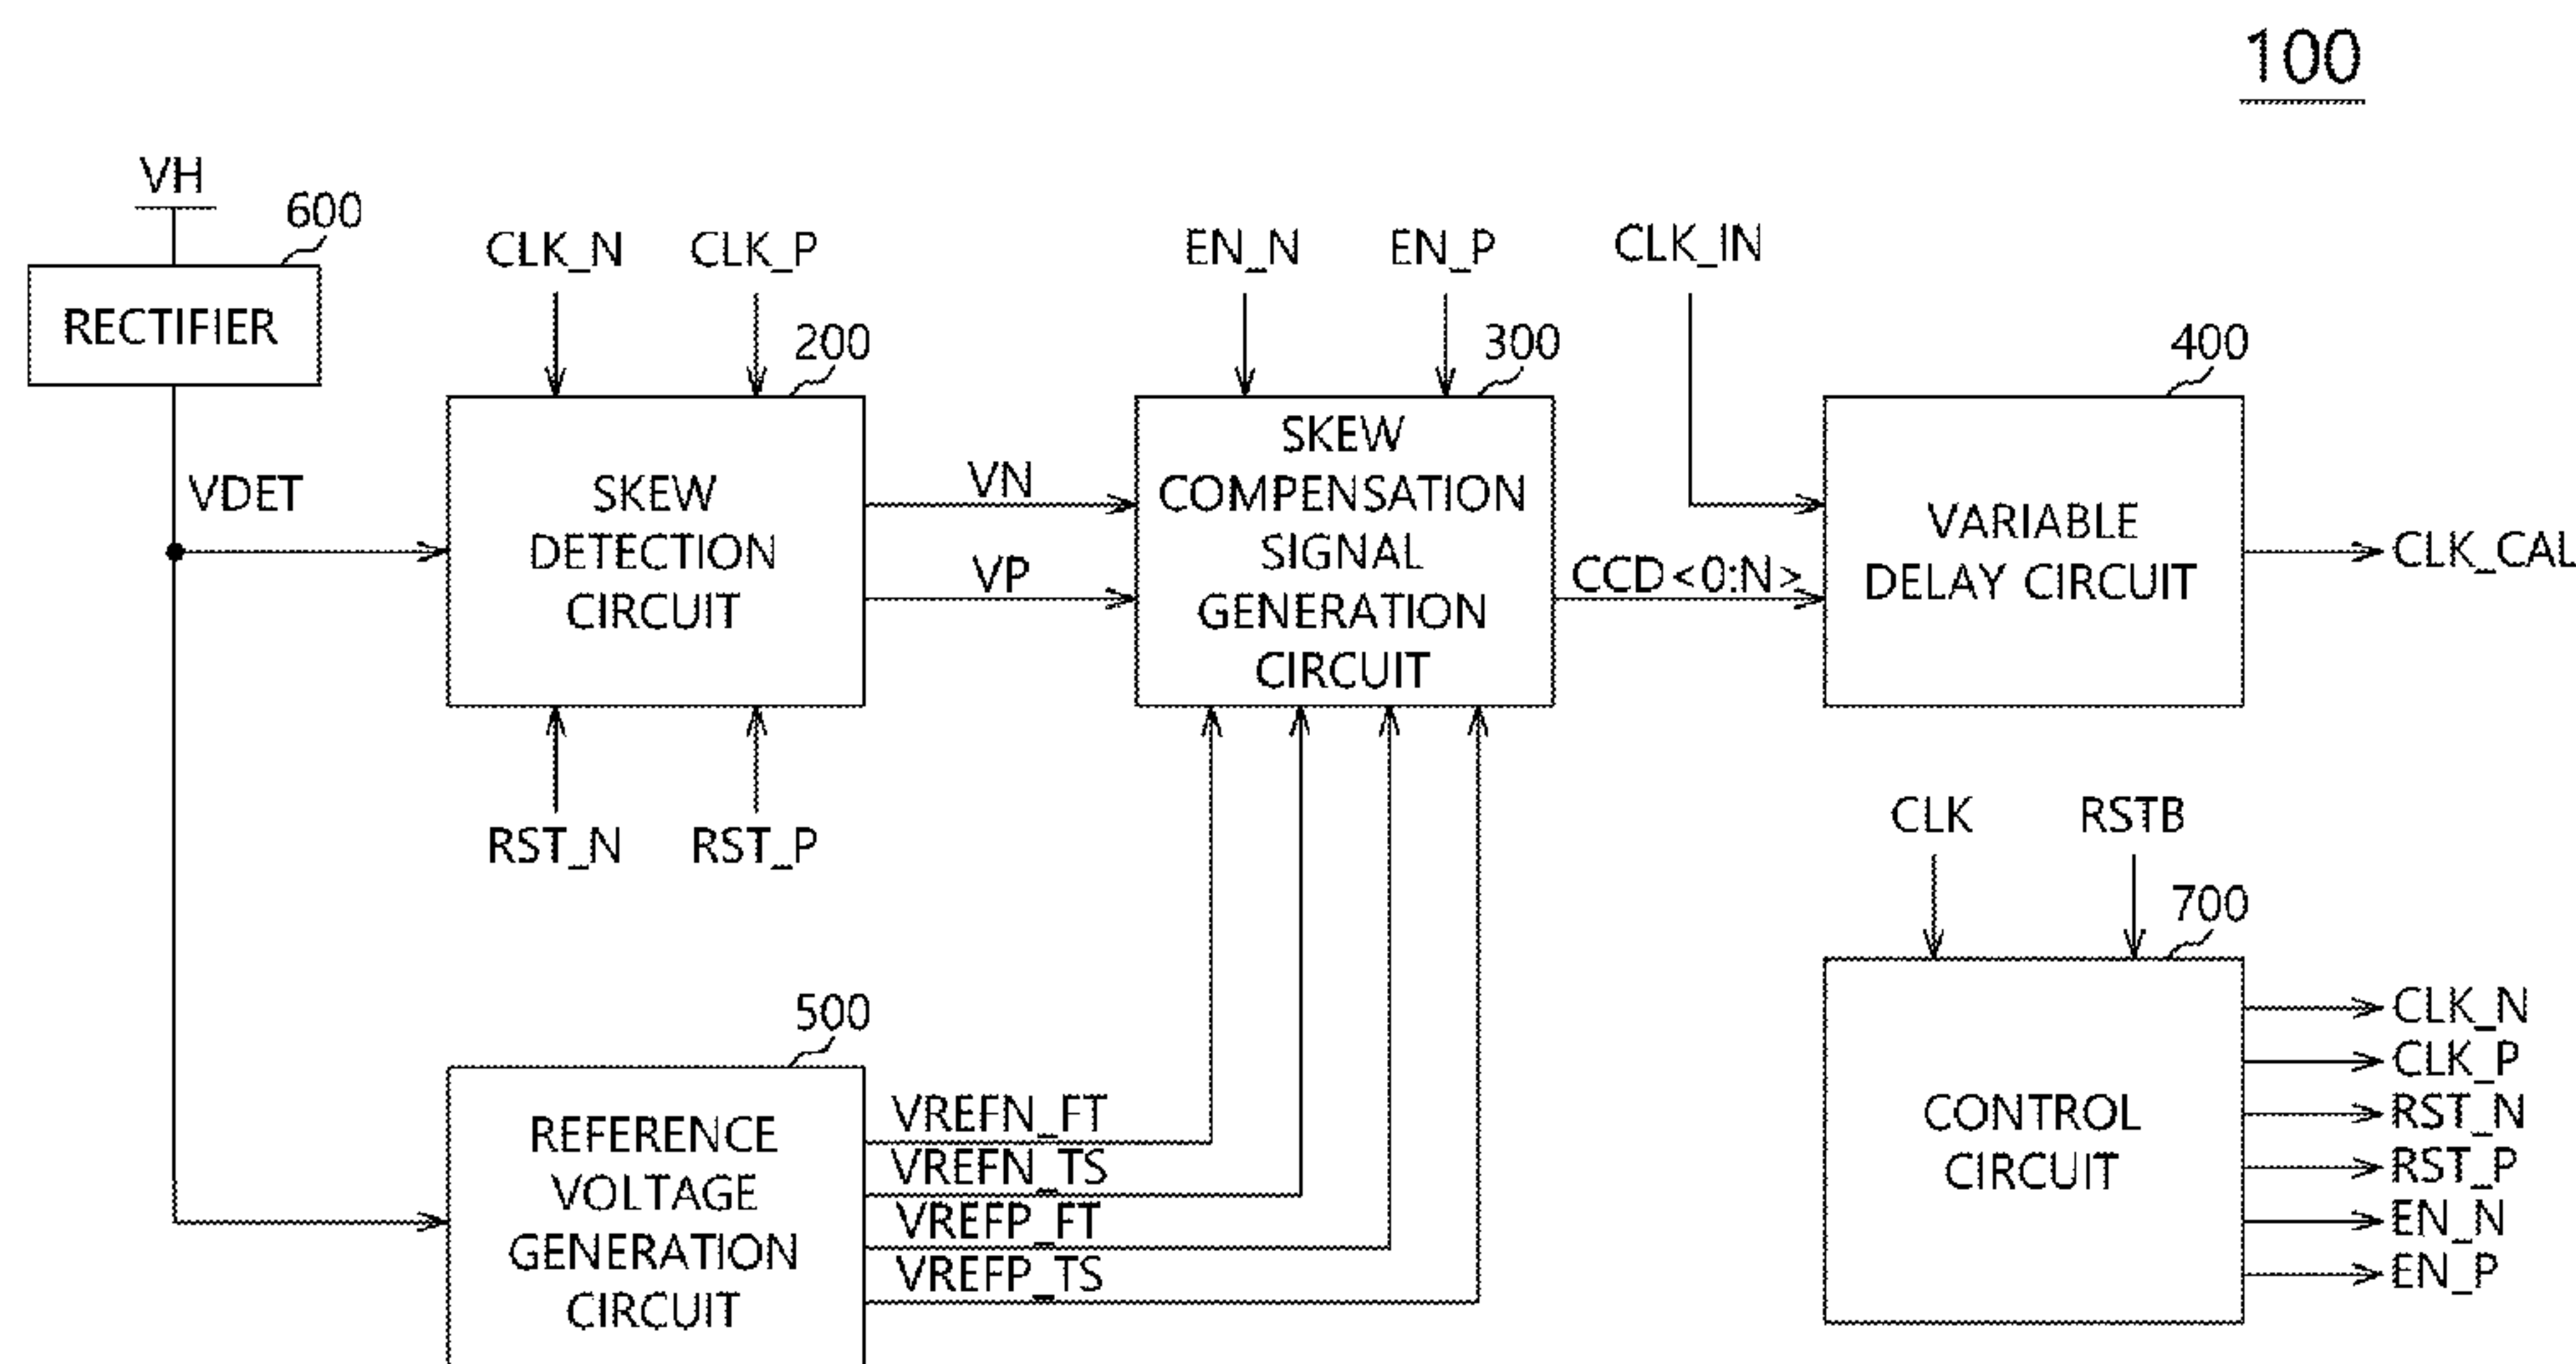 100
VH
600
RECTIFIER
VDET
CLK_N
CLK_P
200
SKEW
DETECTION
CIRCUIT
RST_N
RST_P
VN
VP
EN_N
EN_P
300
SKEW
COMPENSATION
SIGNAL
GENERATION
CIRCUIT
CLK_IN
CCD<0:N>
400
VARIABLE
DELAY CIRCUIT
CLK_CAL
500
REFERENCE
VOLTAGE
GENERATION
CIRCUIT
VREFN_FT
VREFN_TS
VREFP_FT
VREFP_TS
CLK
RSTB
700
CONTROL
CIRCUIT
CLK_N
CLK_P
RST_N
RST_P
EN_N
EN_P